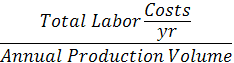 Total Labor Costs
yr
Annual Production Volume